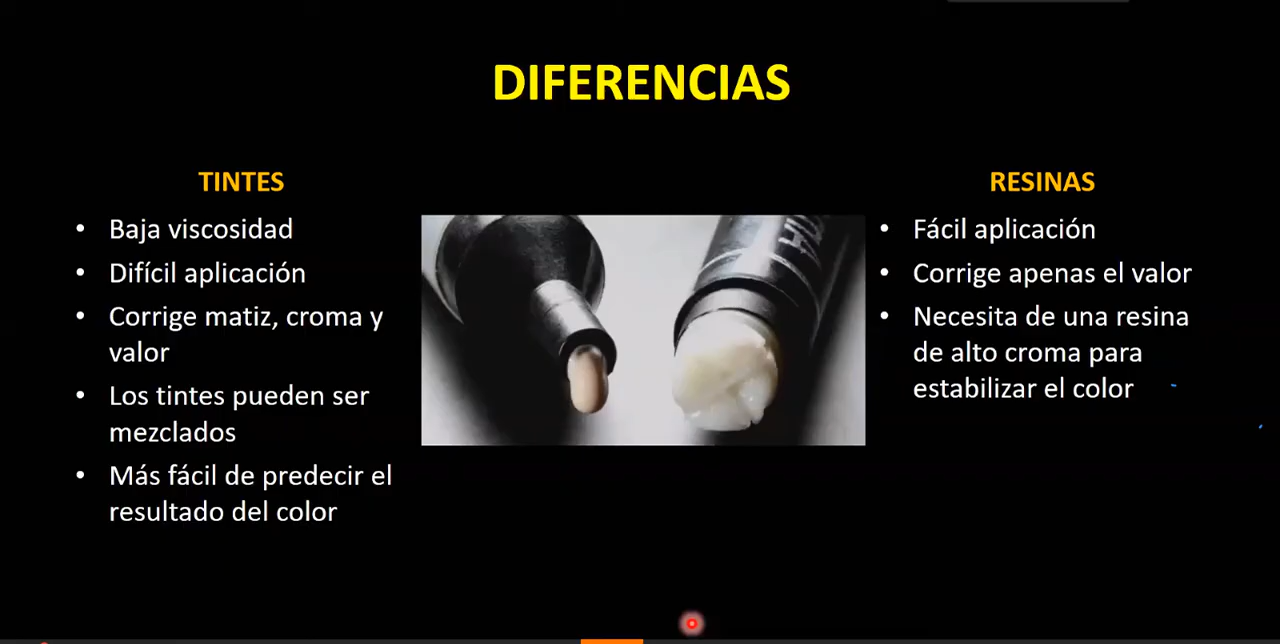 DIFERENCIAS
TINTES
• Baja viscosidad
• Difícil aplicación
• Corrige matiz, croma y
valor
• Los tintes pueden ser
mezclados
• Más fácil de predecir el
resultado del color
RESINAS
• Fácil aplicación
• Corrige apenas el valor
• Necesita de una resina
de alto croma para
estabilizar el color